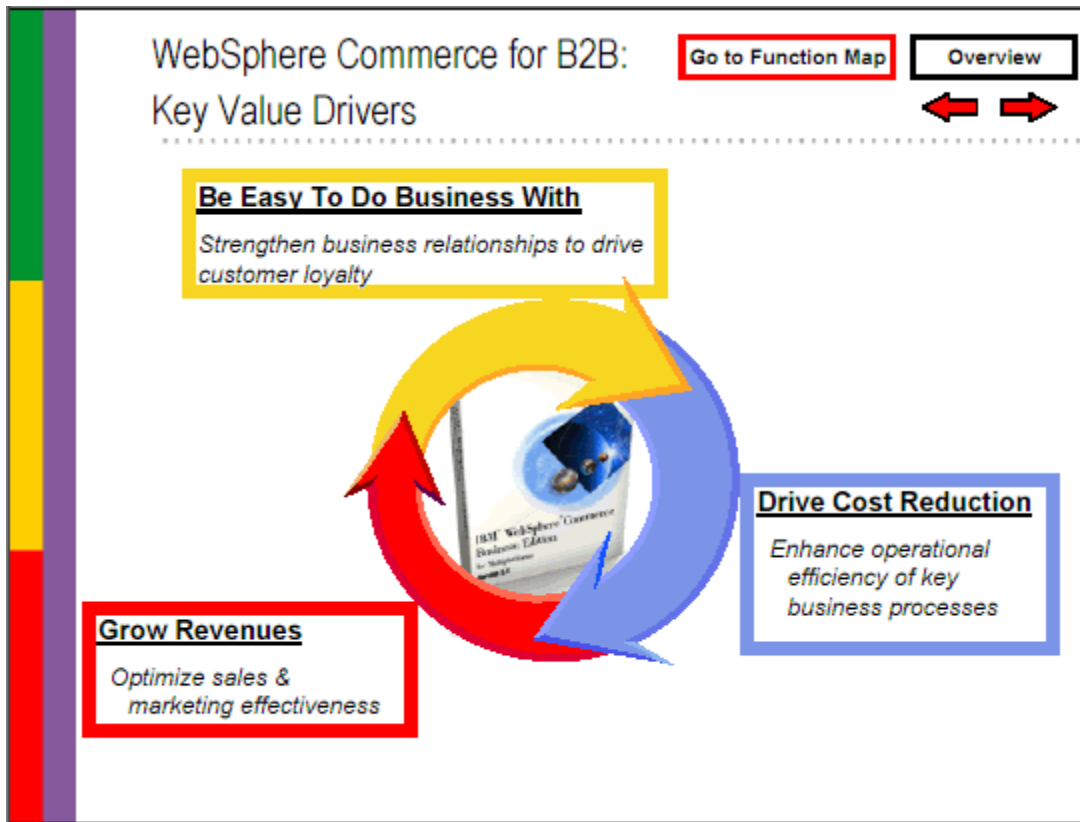 WebSphere Commerce for B2B:
Key Value Drivers
Go to Function Map
Overview
Be Easy To Do Business With
Strengthen business relationships to drive
customer loyalty
IBM WebSphere Commerce
Business Edition
Drive Cost Reduction
Enhance operational
efficiency of key
business processes
Grow Revenues
Optimize sales &
marketing effectiveness